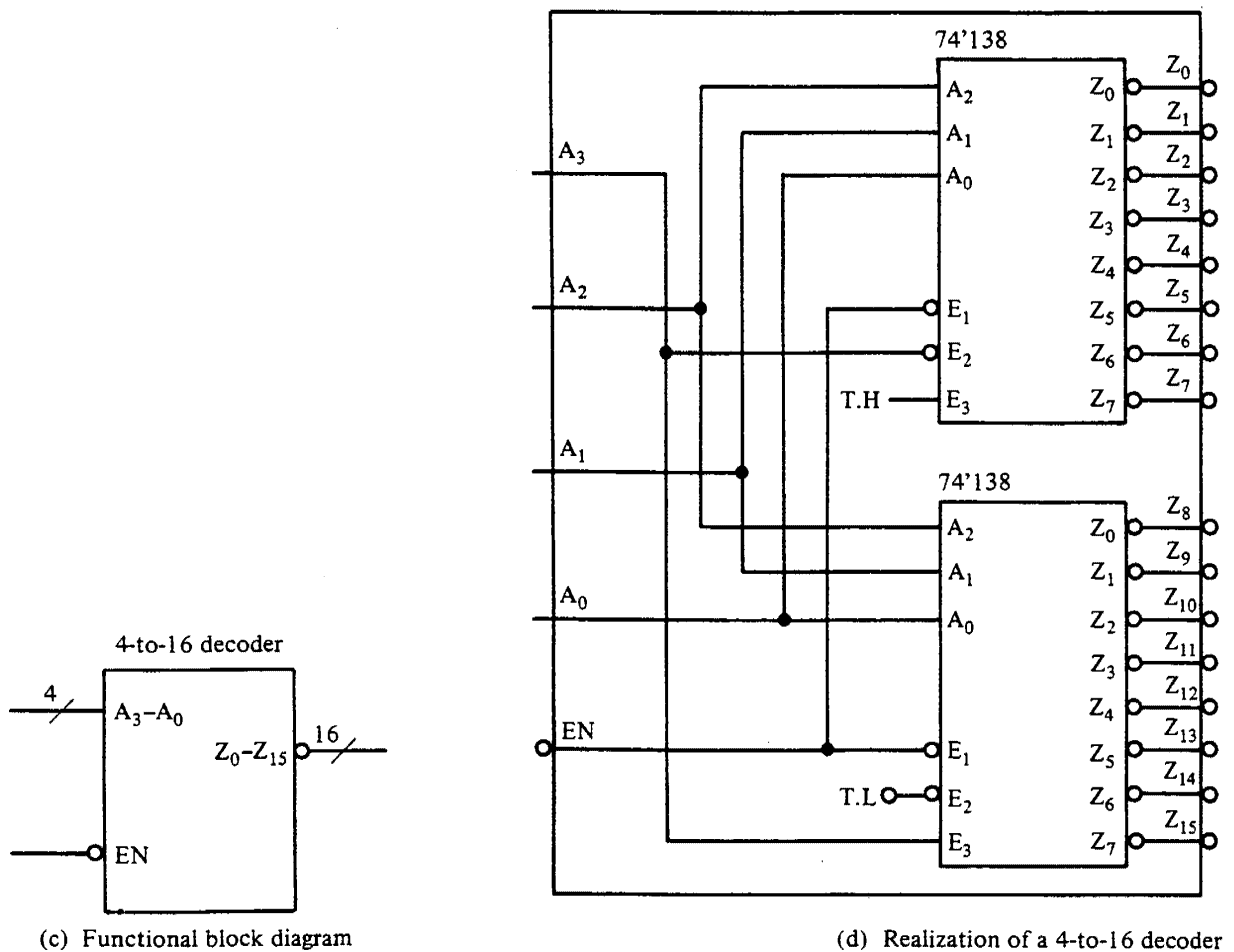 4-to-16 decoder
4
A₃–A₀
Z₀–Z₁₅
16
EN
(c) Functional block diagram
A₃
A₂
A₁
A₀
EN
74'138
A₂
A₁
A₀
E₁
E₂
T.H
E₃
Z₀
Z₁
Z₂
Z₃
Z₄
Z₅
Z₆
Z₇
Z₀
Z₁
Z₂
Z₃
Z₄
Z₅
Z₆
Z₇
74'138
A₂
A₁
A₀
E₁
T.L
E₂
E₃
Z₀
Z₁
Z₂
Z₃
Z₄
Z₅
Z₆
Z₇
Z₈
Z₉
Z₁₀
Z₁₁
Z₁₂
Z₁₃
Z₁₄
Z₁₅
(d) Realization of a 4-to-16 decoder